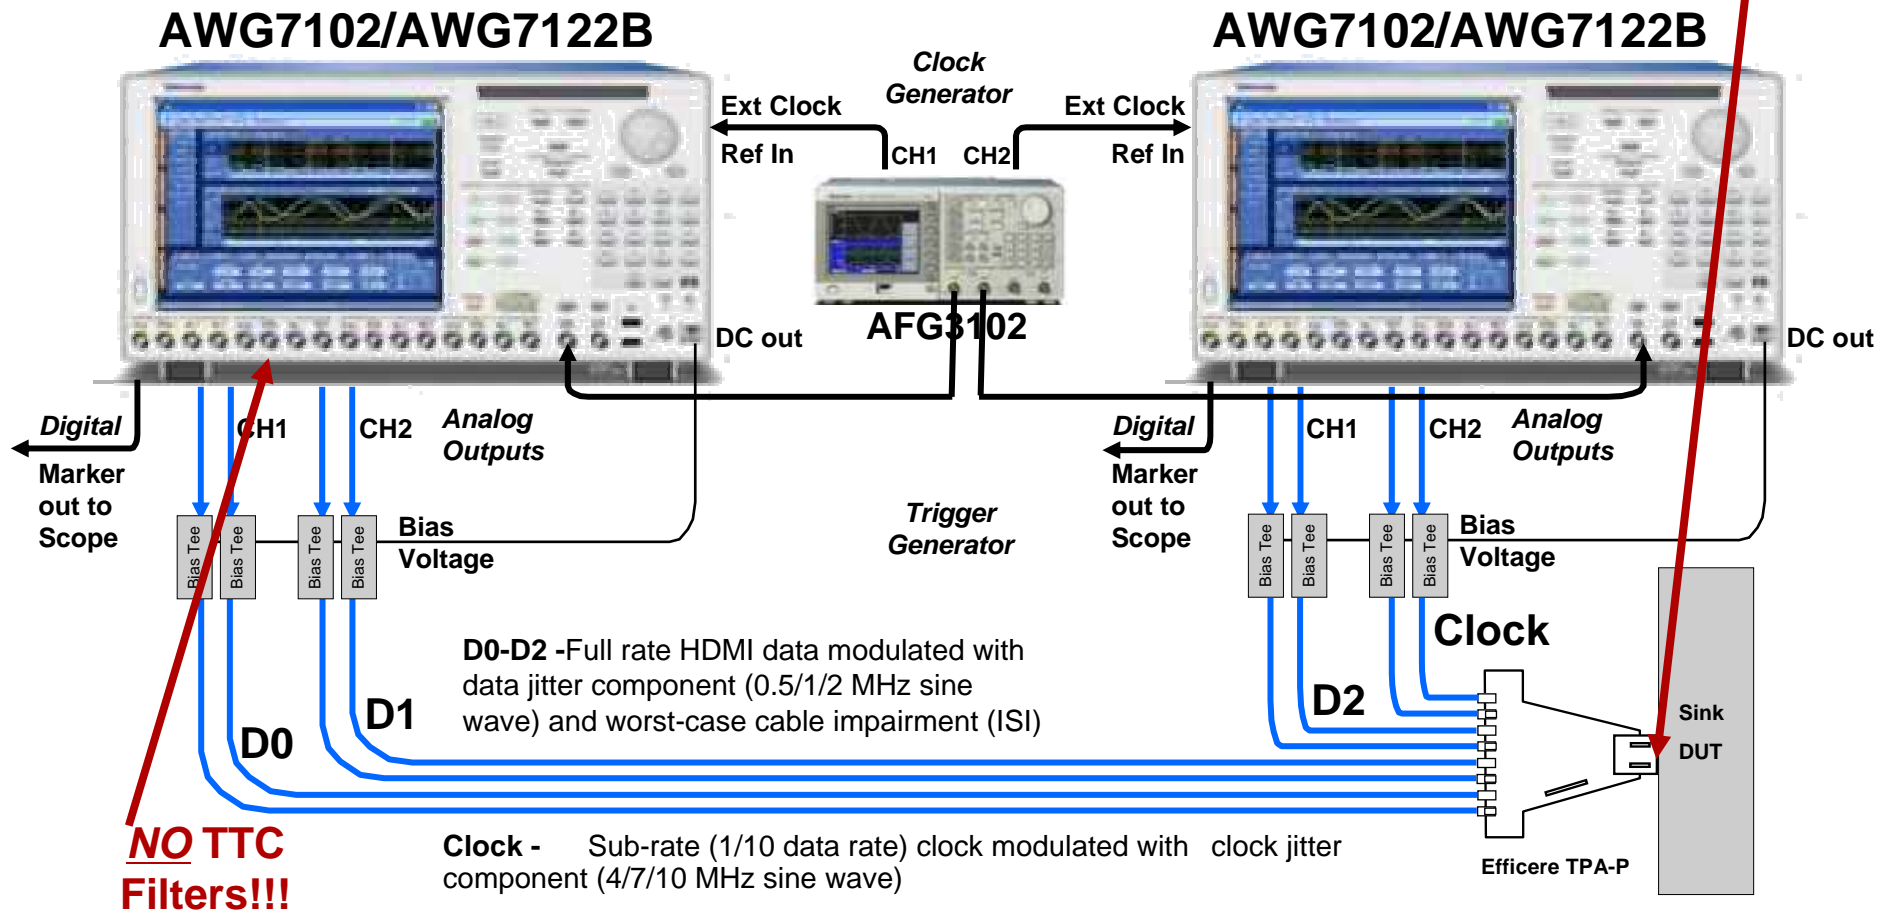 AWG7102/AWG7122B
AWG7102/AWG7122B
Clock
Generator
Ext Clock
Ref In
CH1 CH2
Ext Clock
Ref In
AFG3102
DC out
DC out
Digital
Marker
out to
Scope
CH1
CH2
Analog
Outputs
Bias Tee
Bias Tee
Bias Tee
Bias Tee
Bias
Voltage
Trigger
Generator
Digital
Marker
out to
Scope
CH1
CH2
Analog
Outputs
Bias Tee
Bias Tee
Bias Tee
Bias Tee
Bias
Voltage
Clock
D0-D2 -Full rate HDMI data modulated with
data jitter component (0.5/1/2 MHz sine
wave) and worst-case cable impairment (ISI)
D0
D1
D2
Sink
DUT
NO TTC
Filters!!!
Clock - Sub-rate (1/10 data rate) clock modulated with clock jitter
component (4/7/10 MHz sine wave)
Efficere TPA-P